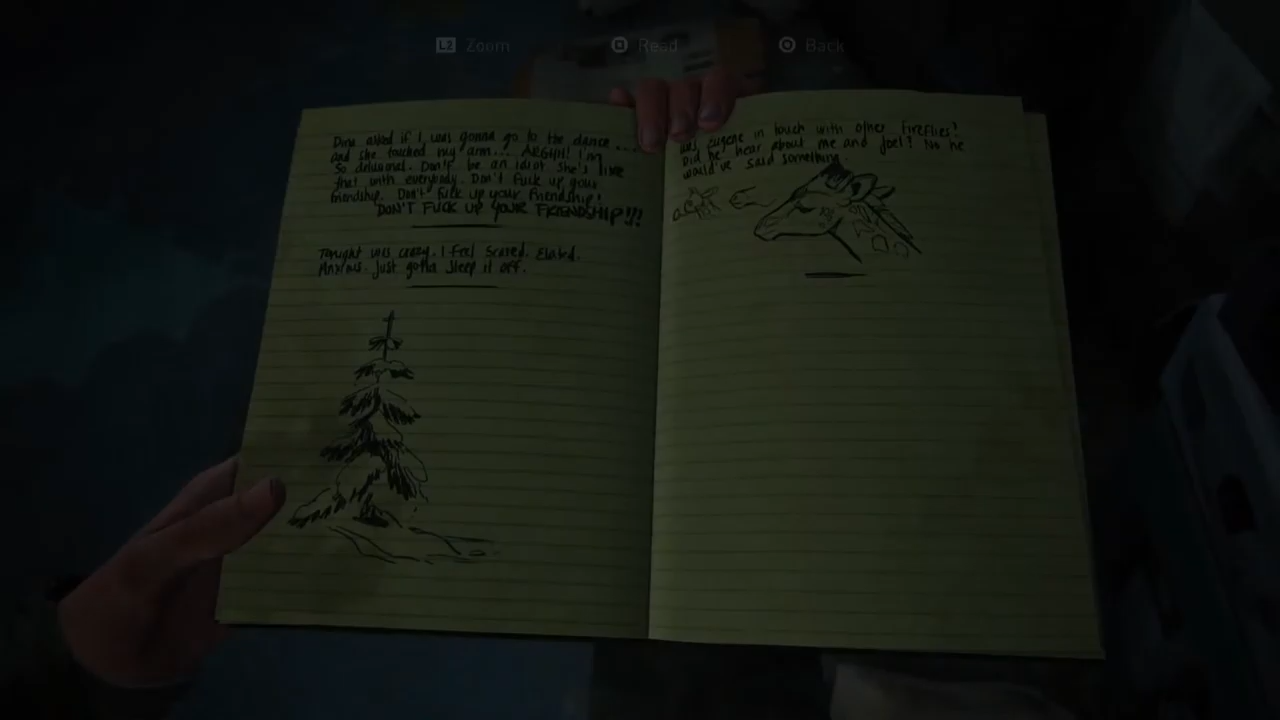 L2 Zoom
Read
Back
Dina asked if I was gonna go to the dance...
and she touched my arm... ARGH!! I'm
so delusional. Don't be an idiot. She's like
that with everybody. Don't fuck up your
friendship. Don't fuck up your friendship!
DON'T FUCK UP YOUR FRIENDSHIP!!!
Tonight was crazy. I feel scared. Elated.
Anxious. Just gotta sleep it off.
Was Eugene in touch with other Fireflies?
Did he hear about me and Joel? No he
would've said something.